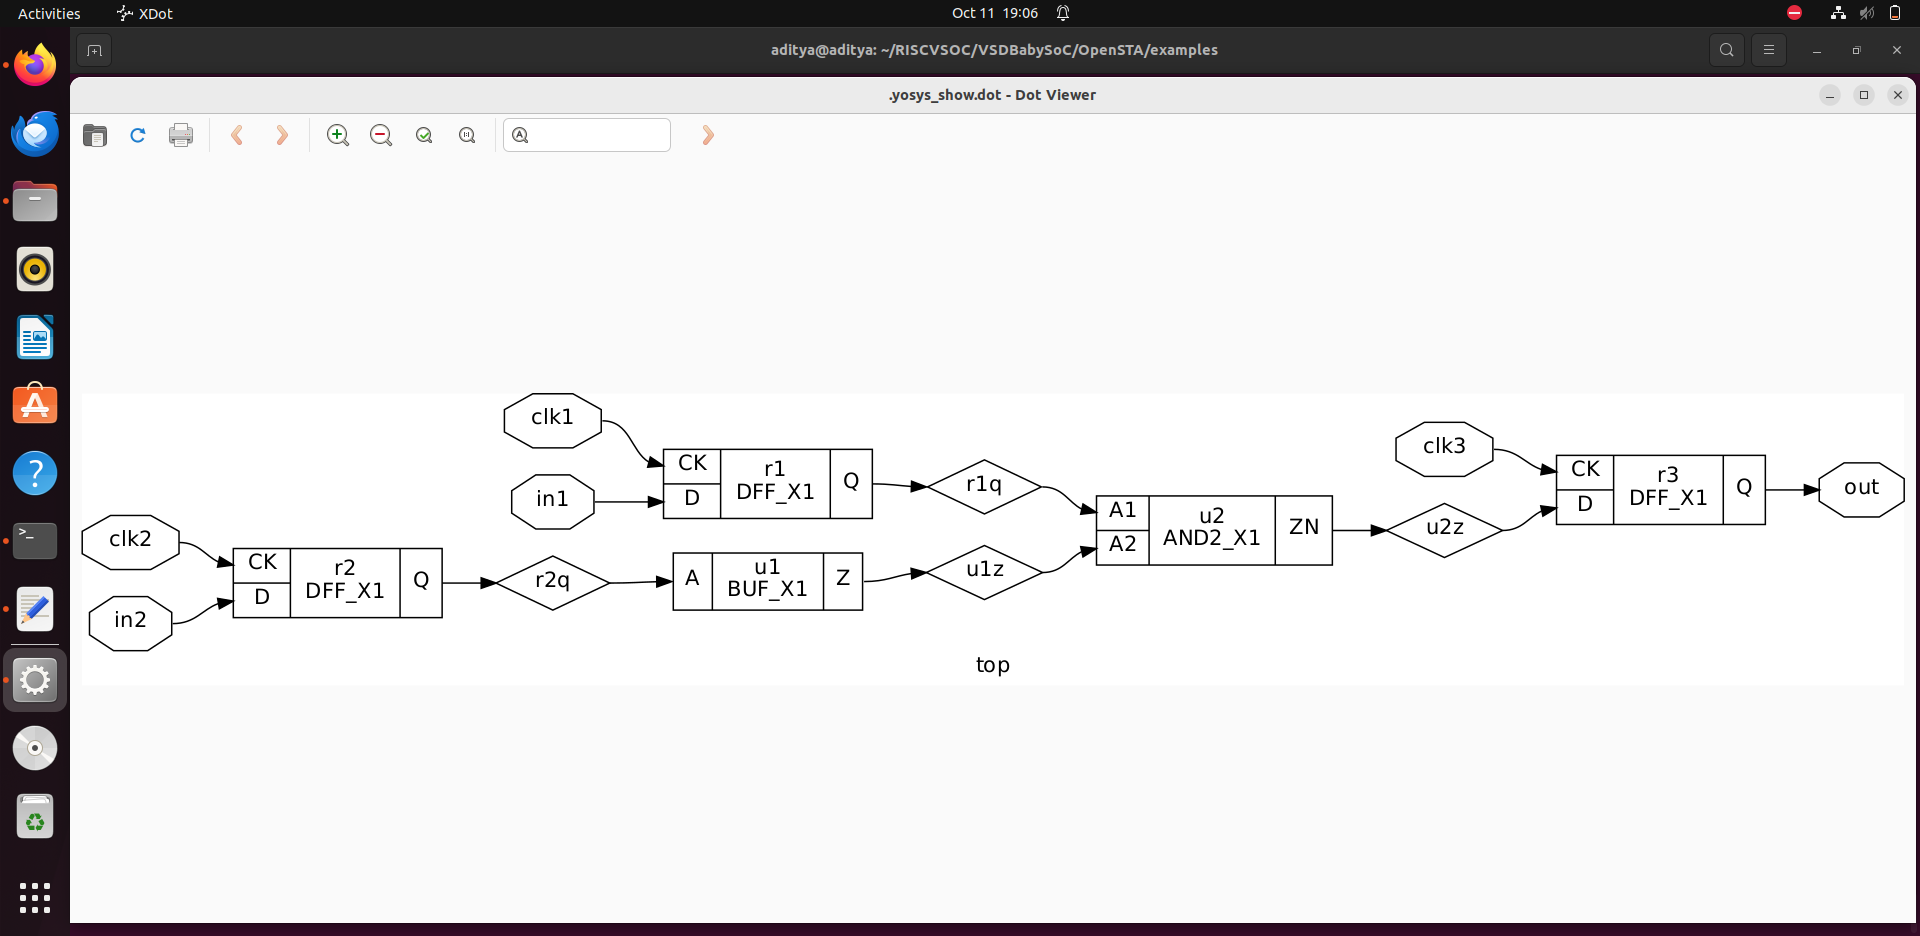 Activities
XDot
Oct 11 19:06
aditya@aditya: ~/RISCVSOC/VSDBabySoC/OpenSTA/examples
.yosys_show.dot - Dot Viewer
clk1
in1
CK
D
r1
DFF_X1
Q
r1q
clk2
in2
CK
D
r2
DFF_X1
Q
r2q
A
u1
BUF_X1
Z
u1z
A1
A2
u2
AND2_X1
ZN
u2z
clk3
CK
D
r3
DFF_X1
Q
out
top